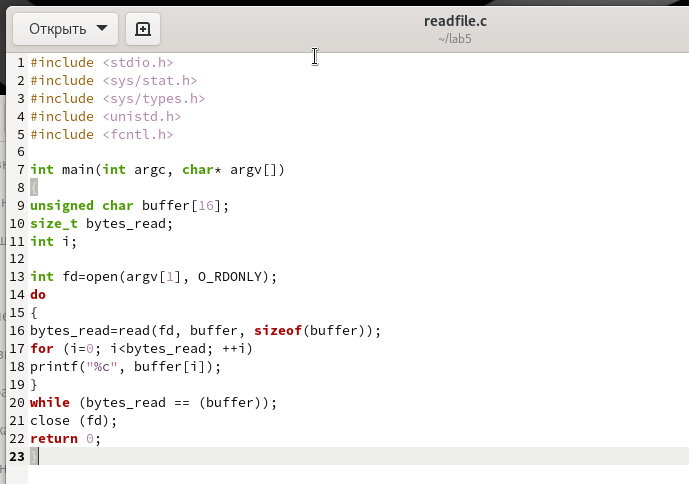 Открыть
readfile.c
~/lab5
1 #include <stdio.h>
2 #include <sys/stat.h>
3 #include <sys/types.h>
4 #include <unistd.h>
5 #include <fcntl.h>
6
7 int main(int argc, char* argv[])
8 {
9 unsigned char buffer[16];
10 size_t bytes_read;
11 int i;
12
13 int fd=open(argv[1], O_RDONLY);
14 do
15 {
16 bytes_read=read(fd, buffer, sizeof(buffer));
17 for (i=0; i<bytes_read; ++i)
18 printf("%c", buffer[i]);
19 }
20 while (bytes_read == (buffer));
21 close (fd);
22 return 0;
23 }